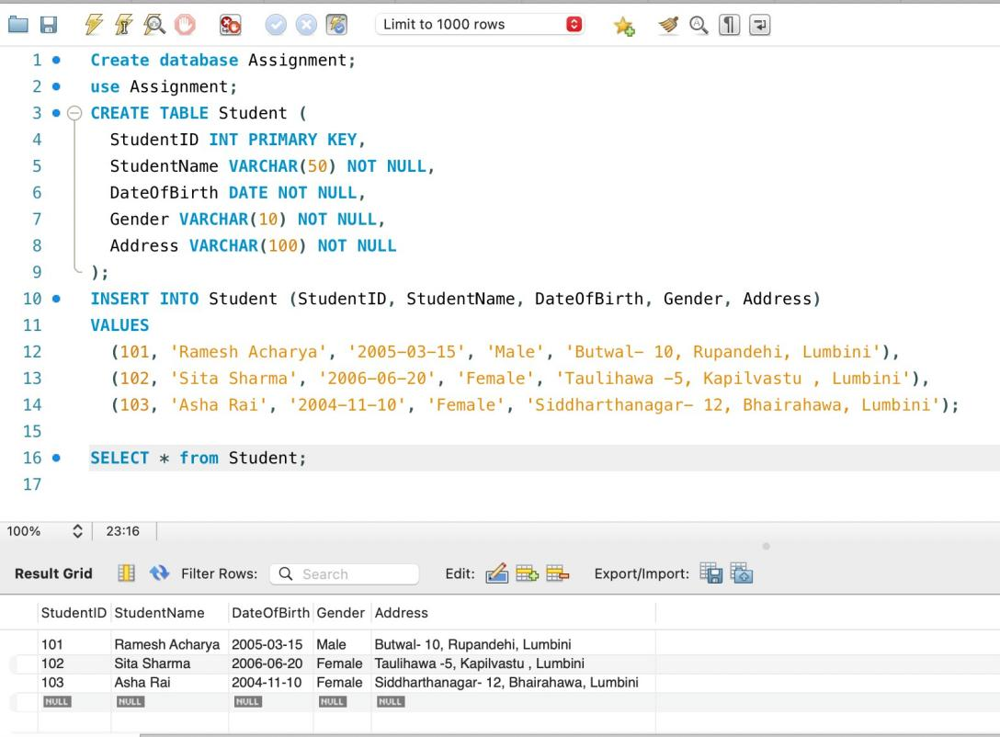 Limit to 1000 rows
1 Create database Assignment;
2 use Assignment;
3 CREATE TABLE Student (
4 StudentID INT PRIMARY KEY,
5 StudentName VARCHAR(50) NOT NULL,
6 DateOfBirth DATE NOT NULL,
7 Gender VARCHAR(10) NOT NULL,
8 Address VARCHAR(100) NOT NULL
9 );
10 INSERT INTO Student (StudentID, StudentName, DateOfBirth, Gender, Address)
11 VALUES
12 (101, 'Ramesh Acharya', '2005-03-15', 'Male', 'Butwal- 10, Rupandehi, Lumbini'),
13 (102, 'Sita Sharma', '2006-06-20', 'Female', 'Taulihawa -5, Kapilvastu , Lumbini'),
14 (103, 'Asha Rai', '2004-11-10', 'Female', 'Siddharthanagar- 12, Bhairahawa, Lumbini');
15
16 SELECT * from Student;
17
100% 23:16
Result Grid Filter Rows: Search Edit: Export/Import:
StudentID StudentName DateOfBirth Gender Address
101 Ramesh Acharya 2005-03-15 Male Butwal- 10, Rupandehi, Lumbini
102 Sita Sharma 2006-06-20 Female Taulihawa -5, Kapilvastu , Lumbini
103 Asha Rai 2004-11-10 Female Siddharthanagar- 12, Bhairahawa, Lumbini
NULL NULL NULL NULL NULL